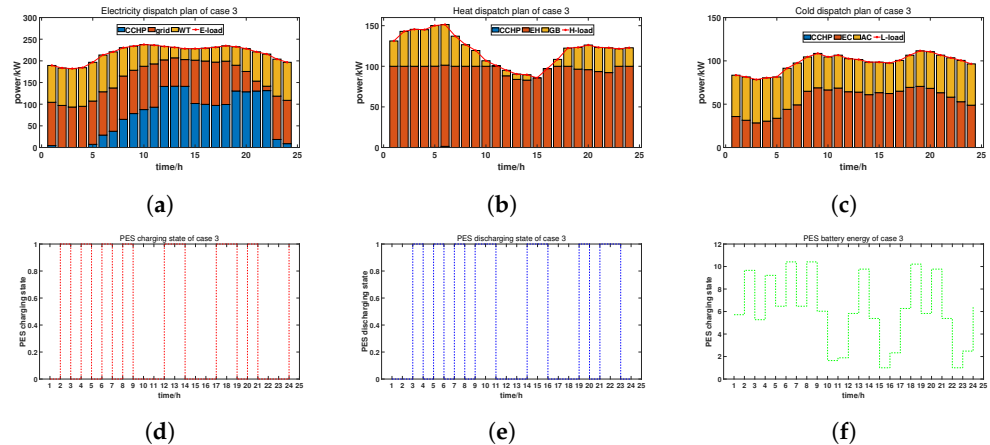 Electricity dispatch plan of case 3
300
250
200
150
100
50
0
power/kW
CCHP grid WT E-load
0 5 10 15 20 25
time/h
(a)
Heat dispatch plan of case 3
150
100
50
0
power/kW
CCHP EH GB H-load
0 5 10 15 20 25
time/h
(b)
Cold dispatch plan of case 3
150
100
50
0
power/kW
CCHP EC AC L-load
0 5 10 15 20 25
time/h
(c)
PES charging state of case 3
1
0.8
0.6
0.4
0.2
0
PES charging state
1 2 3 4 5 6 7 8 9 10 11 12 13 14 15 16 17 18 19 20 21 22 23 24 25
time/h
(d)
PES discharging state of case 3
1
0.8
0.6
0.4
0.2
0
PES discharging state
1 2 3 4 5 6 7 8 9 10 11 12 13 14 15 16 17 18 19 20 21 22 23 24 25
time/h
(e)
PES battery energy of case 3
12
10
8
6
4
2
0
PES charging state
1 2 3 4 5 6 7 8 9 10 11 12 13 14 15 16 17 18 19 20 21 22 23 24 25
time/h
(f)